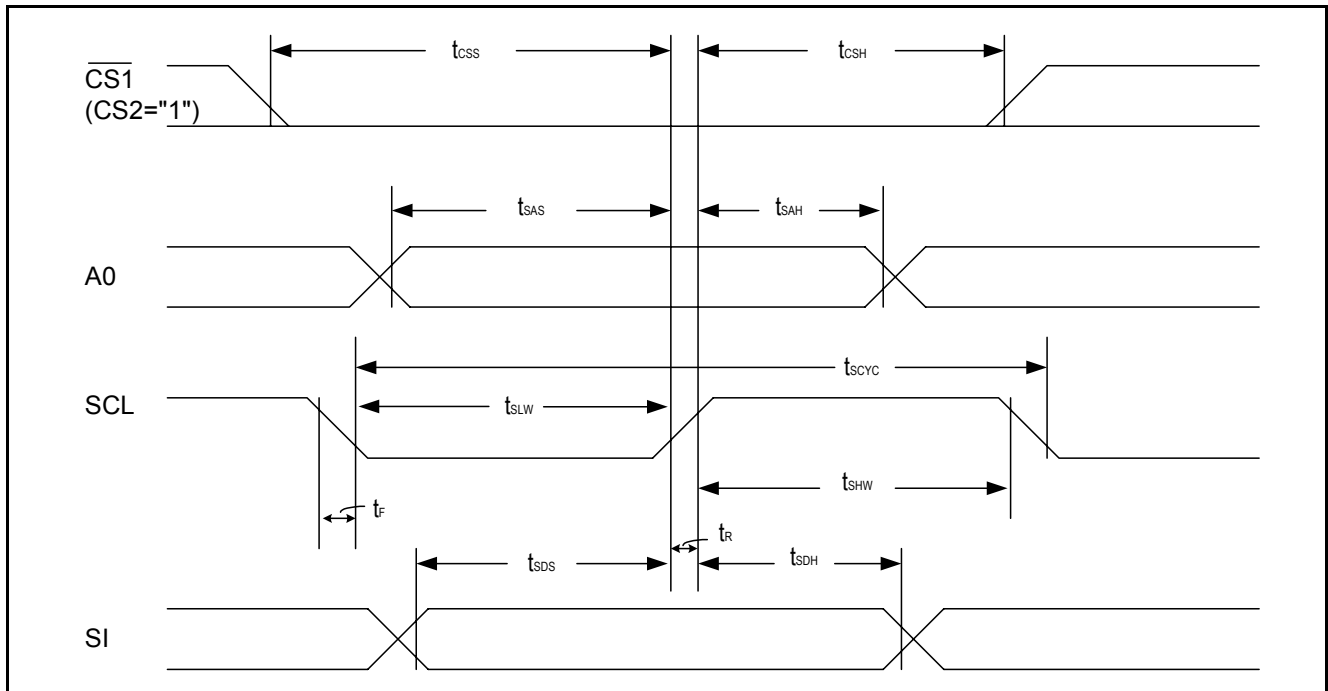 tCSS
tCSH
CS1
(CS2="1")
tSAS
tSAH
A0
tSCYC
SCL
tSLW
tSHW
tF
tR
tSDS
tSDH
SI